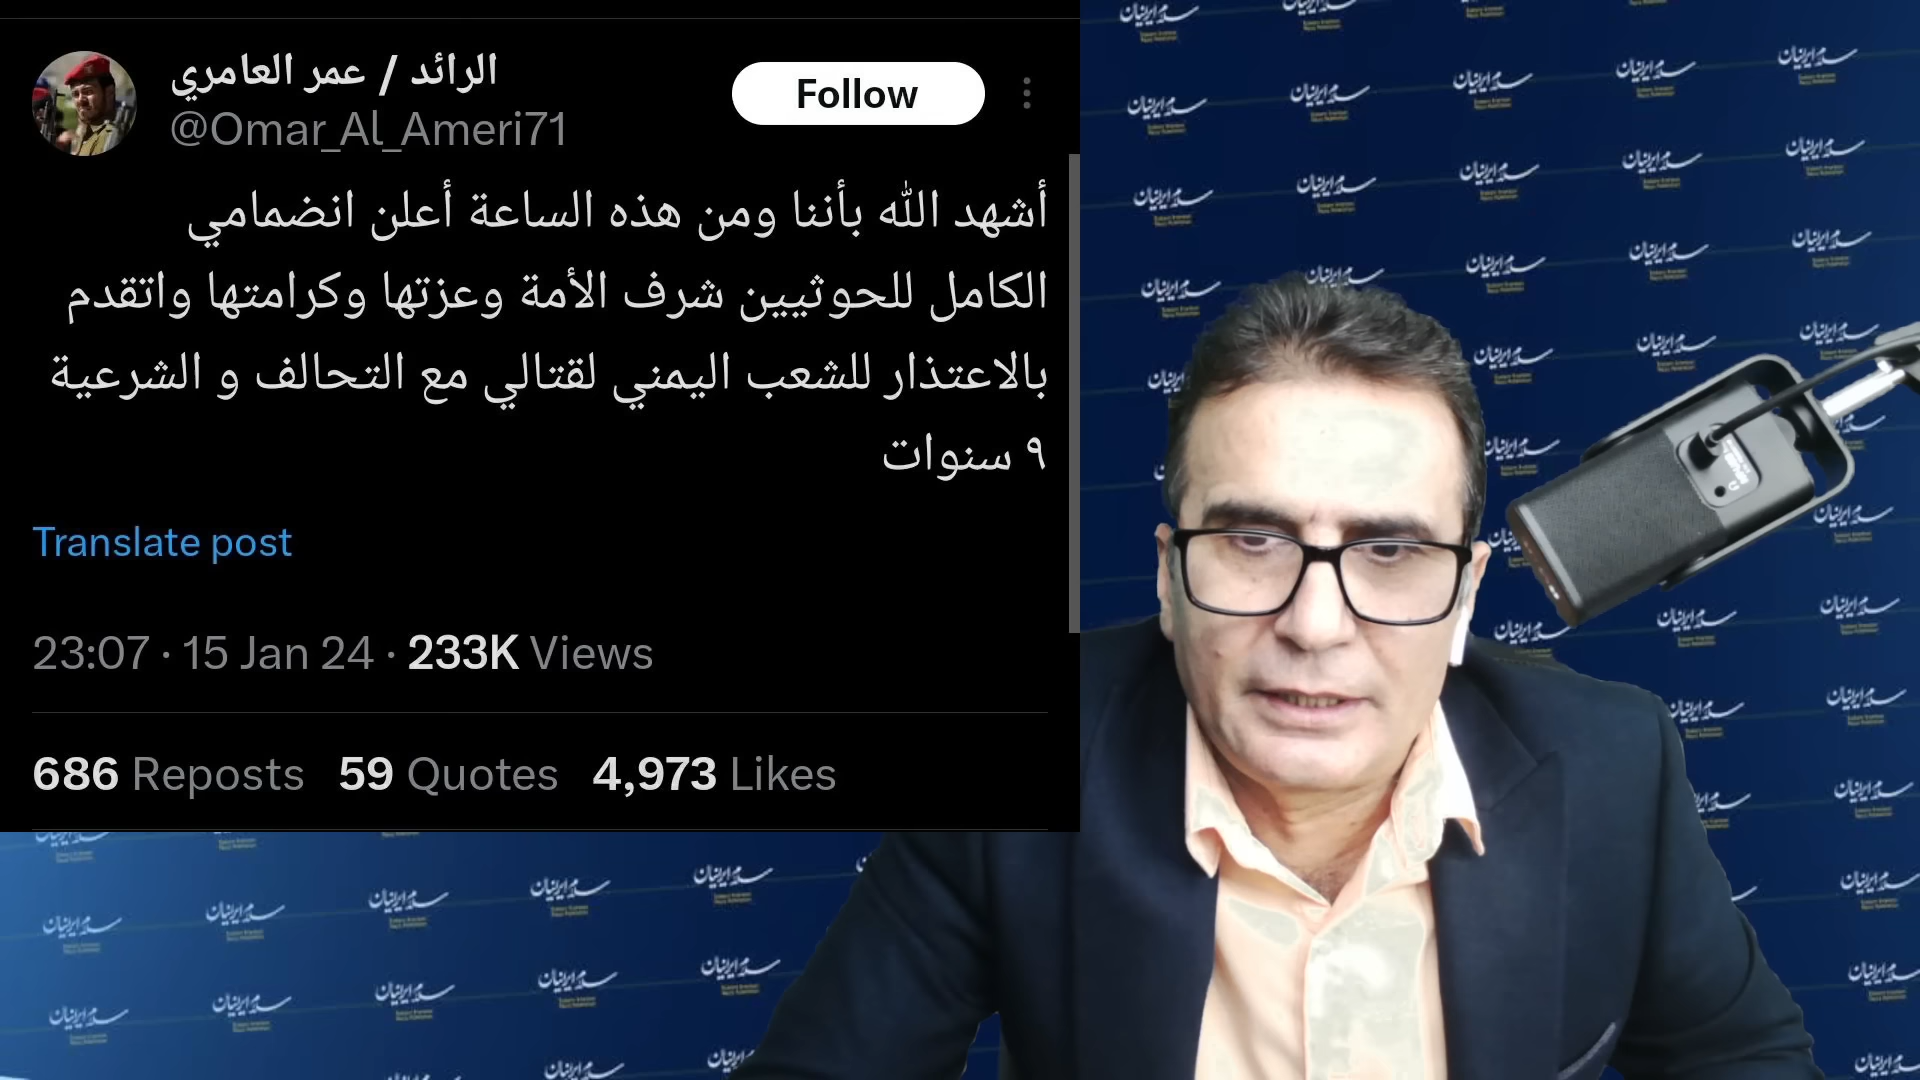 الرائد / عمر العامري
@Omar_Al_Ameri71
Follow
أشهد الله بأننا ومن هذه الساعة أعلن انضمامي
الكامل للحوثيين شرف الأمة وعزتها وكرامتها واتقدم
بالاعتذار للشعب اليمني لقتالي مع التحالف و الشرعية
٩ سنوات
Translate post
23:07 · 15 Jan 24 · 233K Views
686 Reposts 59 Quotes 4,973 Likes